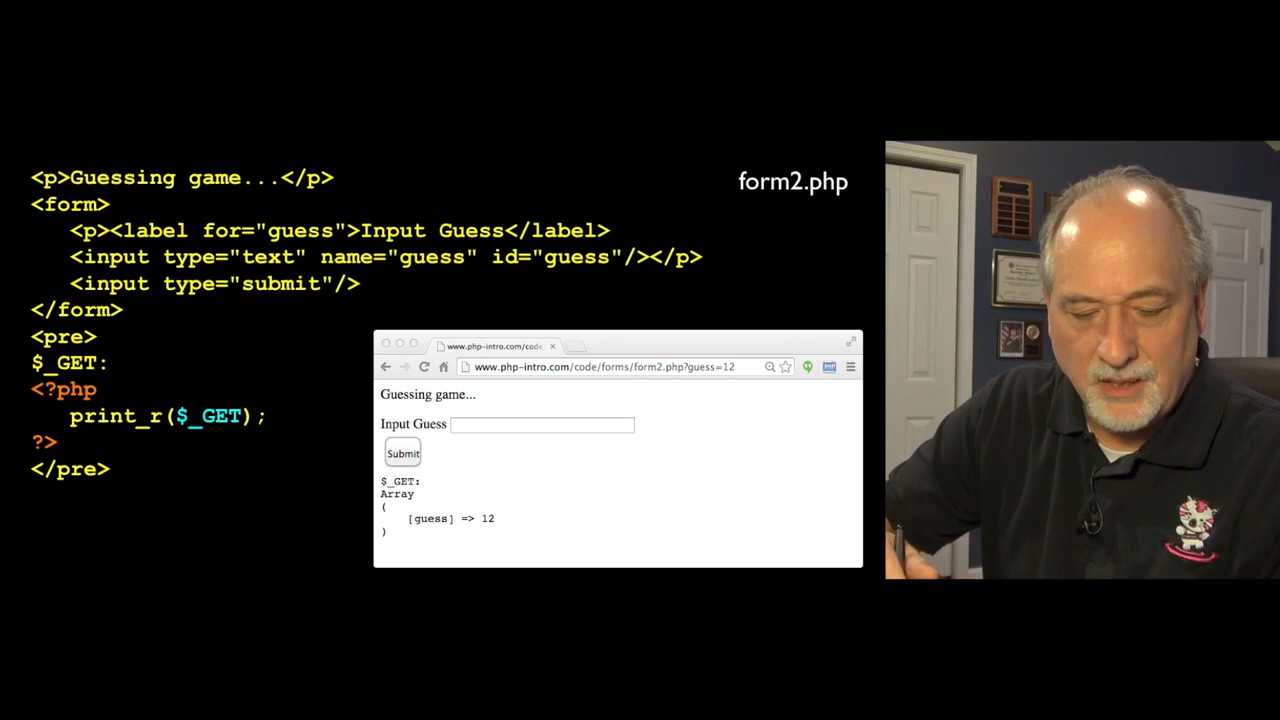 <p>Guessing game...</p>
form2.php
<form>
<p><label for="guess">Input Guess</label>
<input type="text" name="guess" id="guess"/></p>
<input type="submit"/>
</form>
<pre>
$_GET:
<?php
print_r($_GET);
?>
</pre>
www.php-intro.com/code
www.php-intro.com/code/forms/form2.php?guess=12
Guessing game...
Input Guess
Submit
$_GET:
Array
(
[guess] => 12
)